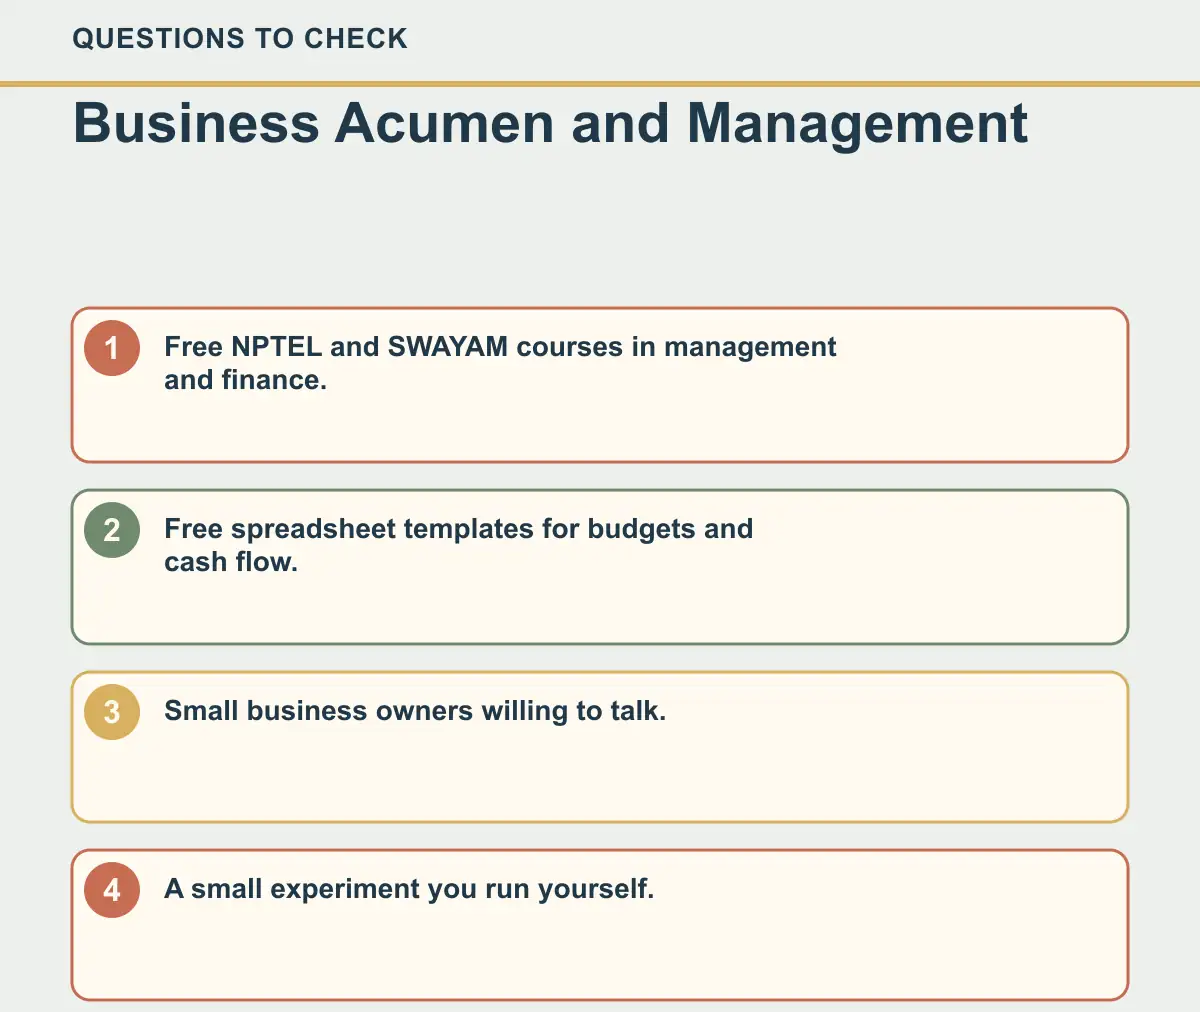 QUESTIONS TO CHECK
Business Acumen and Management
1
Free NPTEL and SWAYAM courses in management
and finance.
2
Free spreadsheet templates for budgets and
cash flow.
3
Small business owners willing to talk.
4
A small experiment you run yourself.